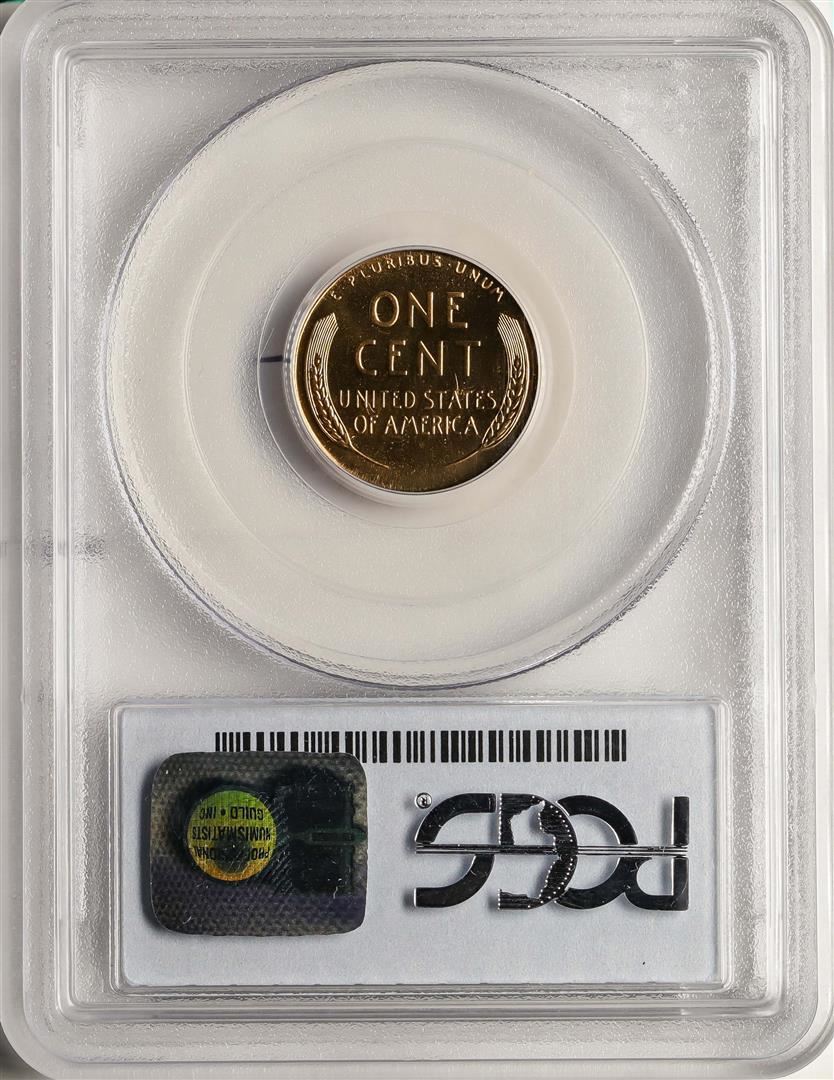 E·PLURIBUS·UNUM
ONE
CENT
UNITED STATES
OF AMERICA
PROFESSIONAL
NUMISMATISTS
GUILD • INC
PCGS®